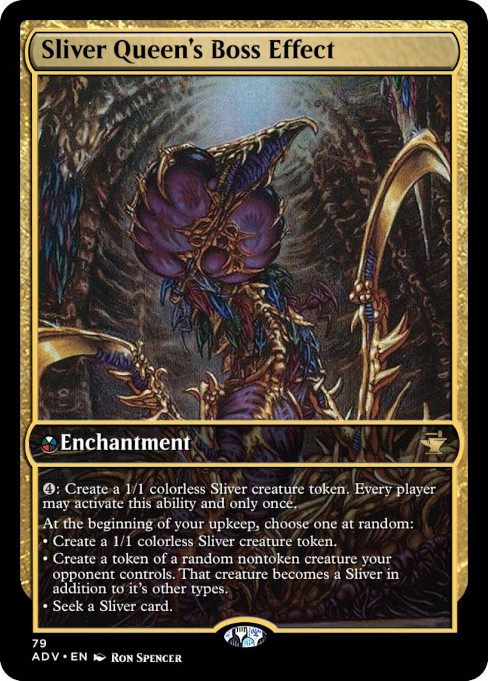 Sliver Queen's Boss Effect
Enchantment
4: Create a 1/1 colorless Sliver creature token. Every player
may activate this ability and only once.
At the beginning of your upkeep, choose one at random:
• Create a 1/1 colorless Sliver creature token.
• Create a token of a random nontoken creature your
opponent controls. That creature becomes a Sliver in
addition to it's other types.
• Seek a Sliver card.
79
ADV • EN Ron Spencer